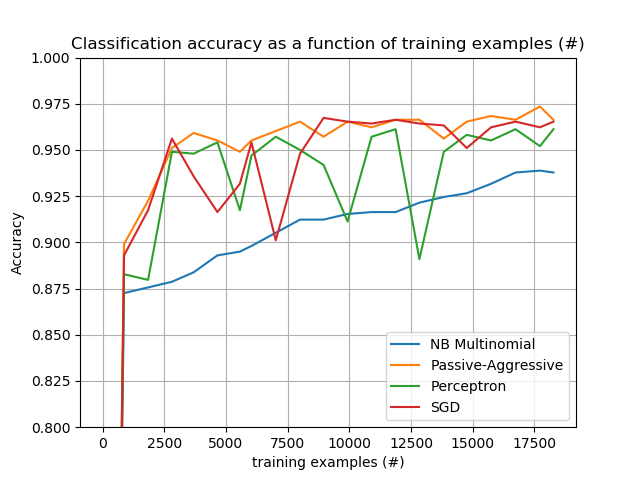 Classification accuracy as a function of training examples (#)
1.000
0.975
0.950
0.925
0.900
0.875
0.850
0.825
0.800
Accuracy
NB Multinomial
Passive-Aggressive
Perceptron
SGD
0 2500 5000 7500 10000 12500 15000 17500
training examples (#)